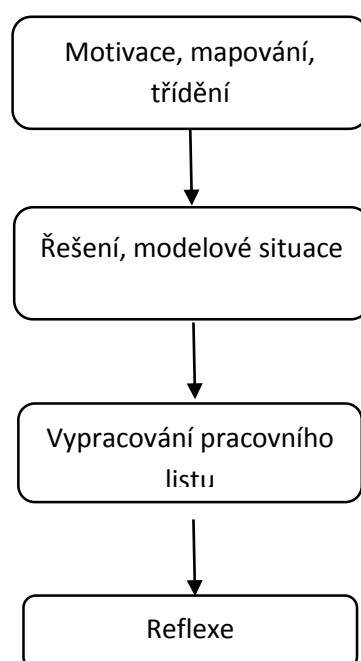 Motivace, mapování,
třídění
Řešení, modelové situace
Vypracování pracovního
listu
Reflexe